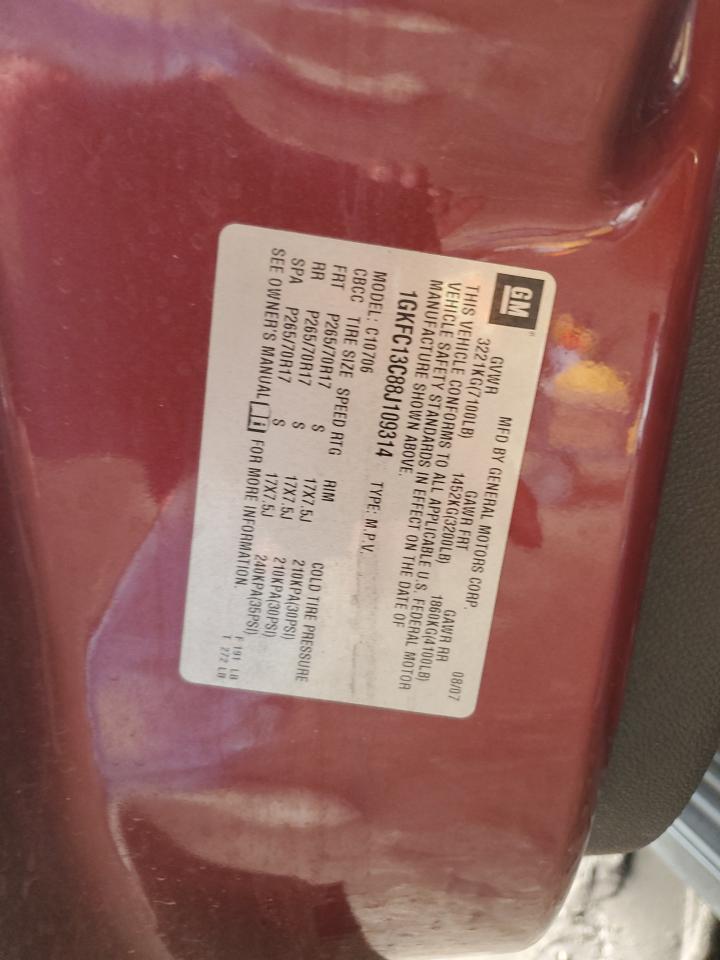 GM®
MFD BY GENERAL MOTORS CORP. 08/07
GVWR GAWR FRT GAWR RR
3221KG(7100LB) 1452KG(3200LB) 1860KG(4100LB)
THIS VEHICLE CONFORMS TO ALL APPLICABLE U.S. FEDERAL MOTOR
VEHICLE SAFETY STANDARDS IN EFFECT ON THE DATE OF
MANUFACTURE SHOWN ABOVE.
1GKFC13C88J109314 TYPE: M.P.V.
MODEL: C10706
CBCC TIRE SIZE SPEED RTG RIM COLD TIRE PRESSURE
FRT P265/70R17 S 17X7.5J 210KPA(30PSI)
RR P265/70R17 S 17X7.5J 210KPA(30PSI)
SPA P265/70R17 S 17X7.5J 240KPA(35PSI)
SEE OWNER'S MANUAL FOR MORE INFORMATION.
F 191 LB
T 272 LB